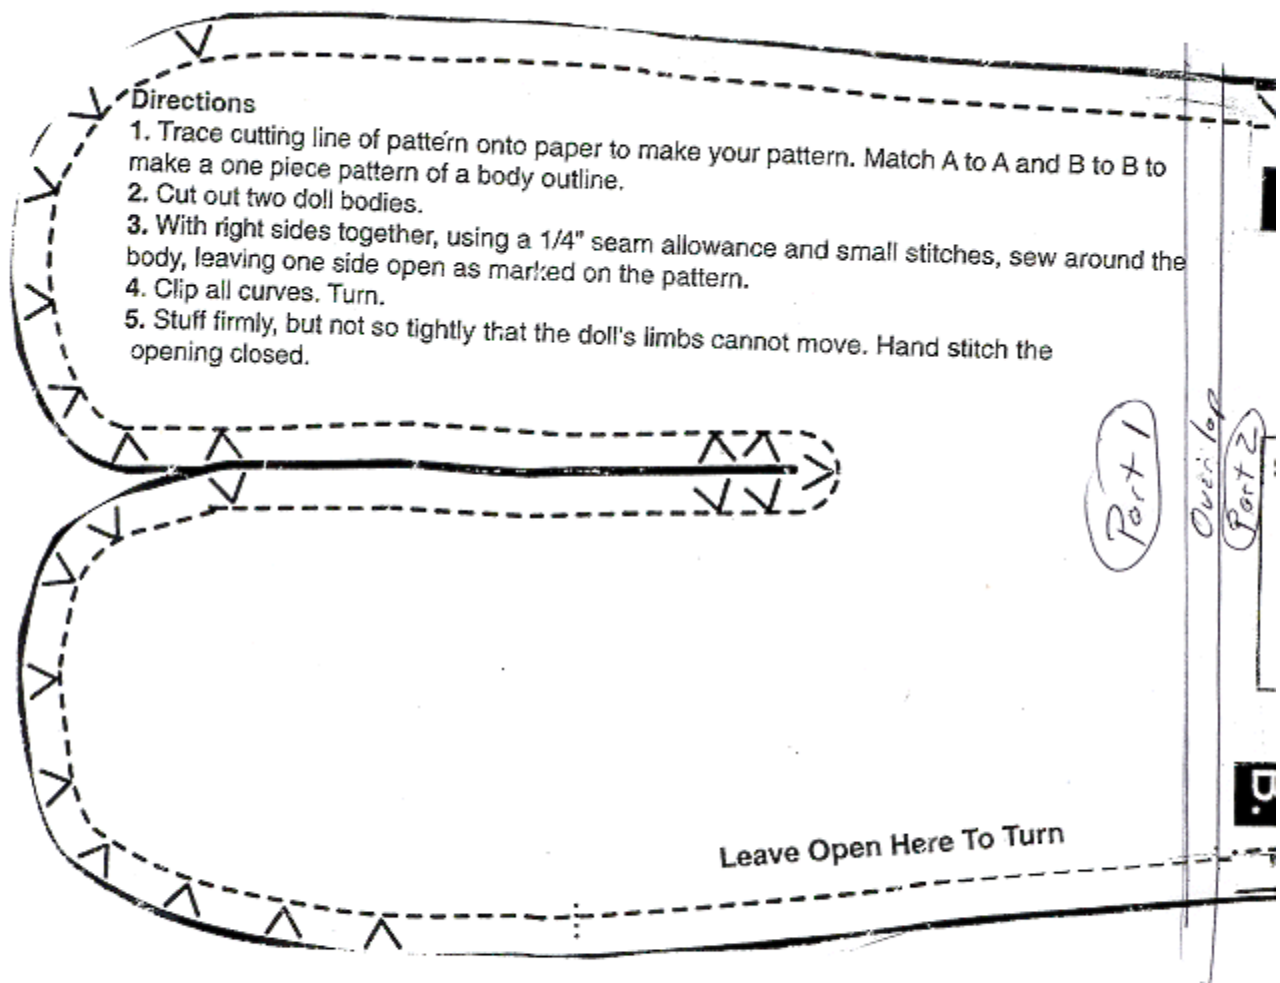 Directions
1. Trace cutting line of pattern onto paper to make your pattern. Match A to A and B to B to
make a one piece pattern of a body outline.
2. Cut out two doll bodies.
3. With right sides together, using a 1/4" seam allowance and small stitches, sew around the
body, leaving one side open as marked on the pattern.
4. Clip all curves. Turn.
5. Stuff firmly, but not so tightly that the doll's limbs cannot move. Hand stitch the
opening closed.
Part 1
Overlap
Part 2
B.
Leave Open Here To Turn